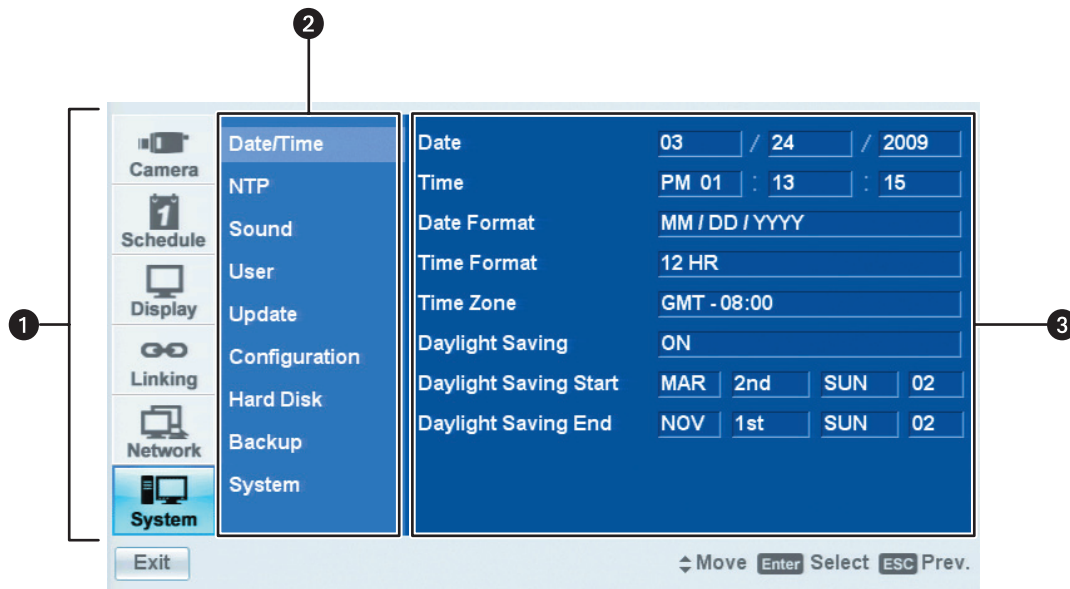 2
1
3
Camera
Schedule
Display
Linking
Network
System
Date/Time
NTP
Sound
User
Update
Configuration
Hard Disk
Backup
System
Date 03 / 24 / 2009
Time PM 01 : 13 : 15
Date Format MM / DD / YYYY
Time Format 12 HR
Time Zone GMT - 08:00
Daylight Saving ON
Daylight Saving Start MAR 2nd SUN 02
Daylight Saving End NOV 1st SUN 02
Exit
Move Enter Select ESC Prev.